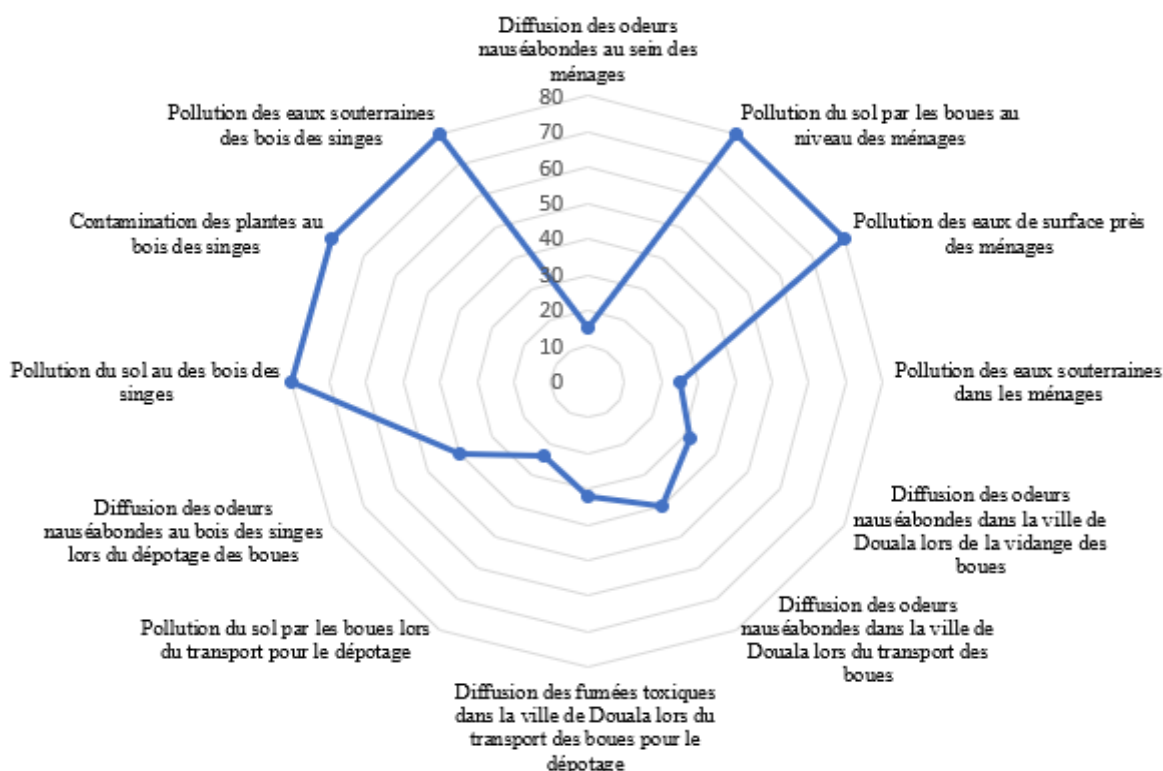 Diffusion des odeurs
nauséabondes au sein des
ménages
Pollution du sol par les boues au
niveau des ménages
Pollution des eaux de surface près
des ménages
Pollution des eaux souterraines
dans les ménages
Diffusion des odeurs
nauséabondes dans la ville de
Douala lors de la vidange des
boues
Diffusion des odeurs
nauséabondes dans la ville de
Douala lors du transport des
boues
Diffusion des fumées toxiques
dans la ville de Douala lors du
transport des boues pour le
dépotage
Pollution du sol par les boues lors
du transport pour le dépotage
Diffusion des odeurs
nauséabondes au bois des singes
lors du dépotage des boues
Pollution du sol au des bois des
singes
Contamination des plantes au
bois des singes
Pollution des eaux souterraines
des bois des singes
80
70
60
50
40
30
20
10
0